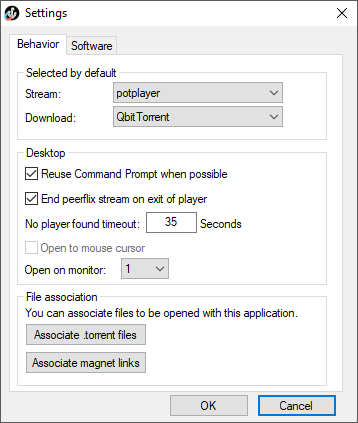 Settings
Behavior
Software
Selected by default
Stream:
potplayer
Download:
QbitTorrent
Desktop
Reuse Command Prompt when possible
End peerflix stream on exit of player
No player found timeout: 35 Seconds
Open to mouse cursor
Open on monitor: 1
File association
You can associate files to be opened with this application.
Associate .torrent files
Associate magnet links
OK
Cancel